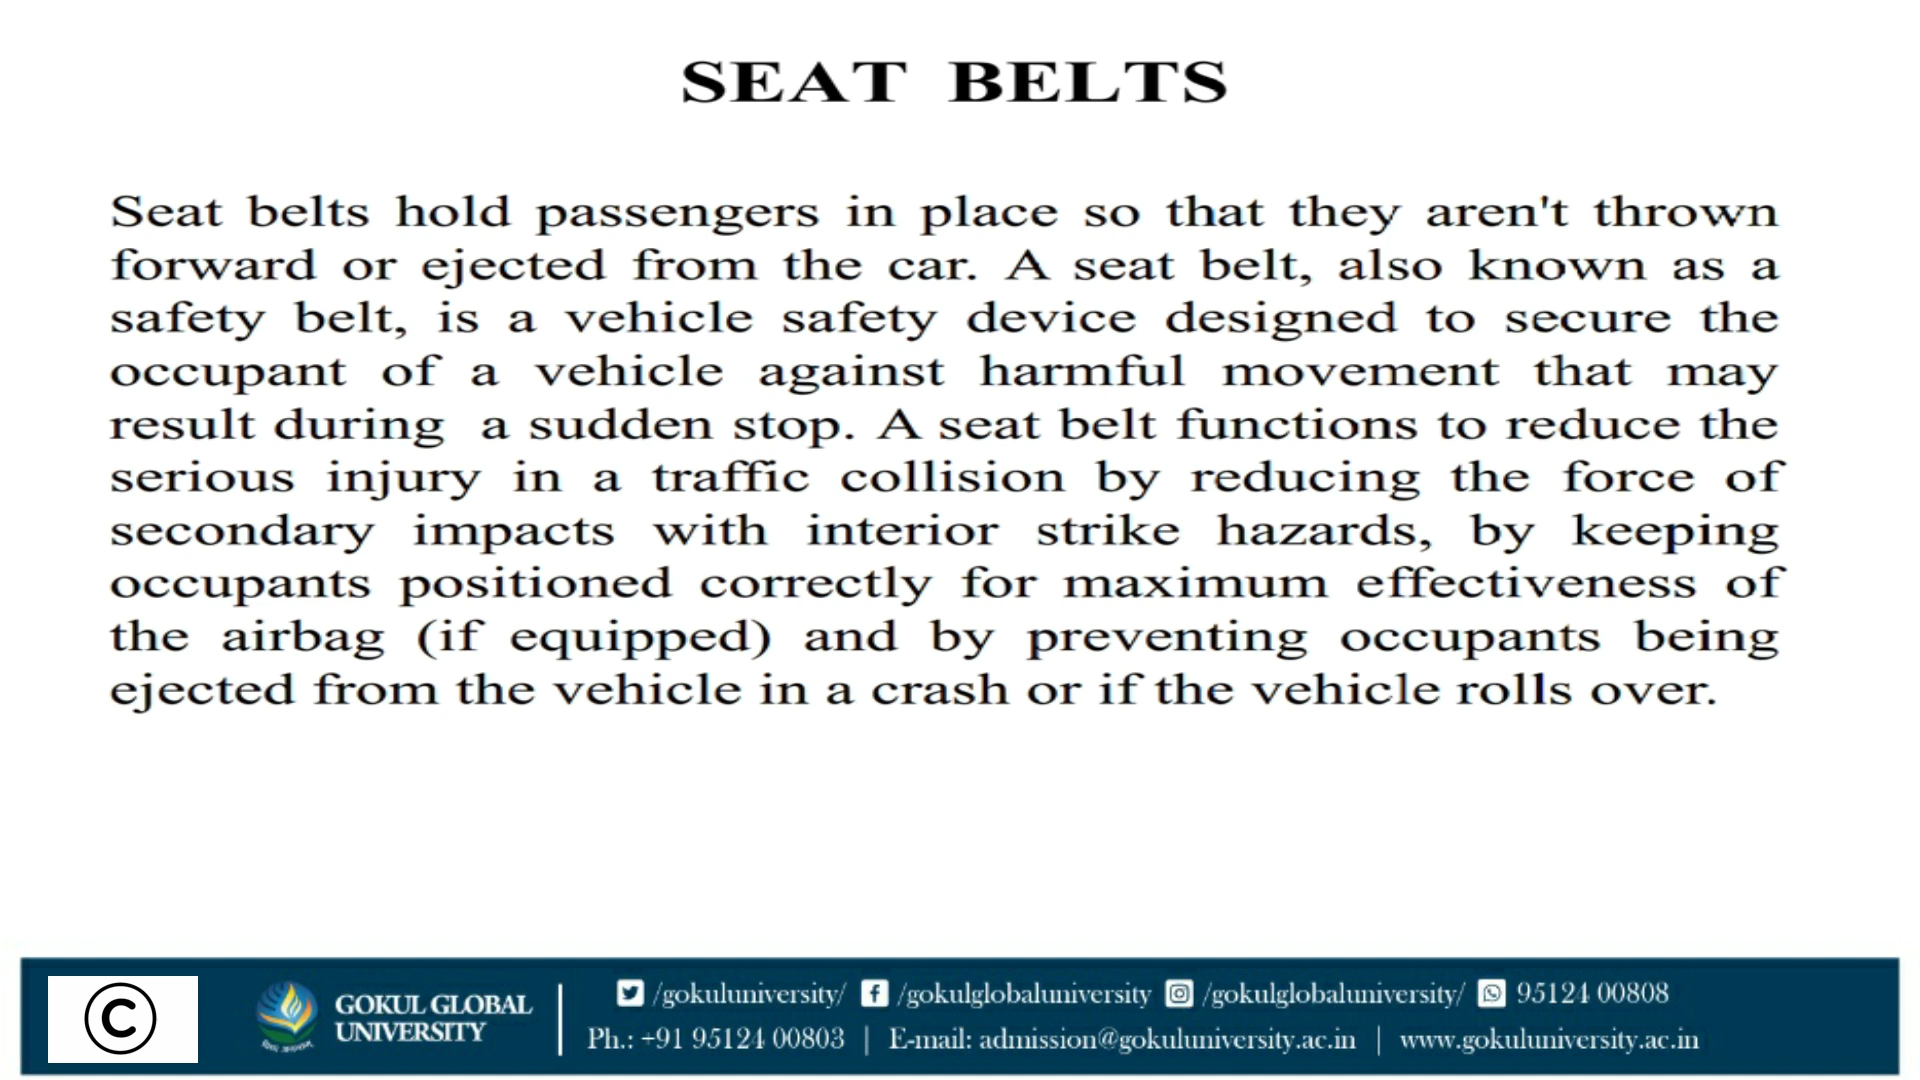 SEAT BELTS
Seat belts hold passengers in place so that they aren't thrown
forward or ejected from the car. A seat belt, also known as a
safety belt, is a vehicle safety device designed to secure the
occupant of a vehicle against harmful movement that may
result during a sudden stop. A seat belt functions to reduce the
serious injury in a traffic collision by reducing the force of
secondary impacts with interior strike hazards, by keeping
occupants positioned correctly for maximum effectiveness of
the airbag (if equipped) and by preventing occupants being
ejected from the vehicle in a crash or if the vehicle rolls over.
©
GOKUL GLOBAL
UNIVERSITY
/gokuluniversity/ /gokulglobaluniversity /gokulglobaluniversity/ 95124 00808
Ph.: +91 95124 00803 | E-mail: admission@gokuluniversity.ac.in | www.gokuluniversity.ac.in